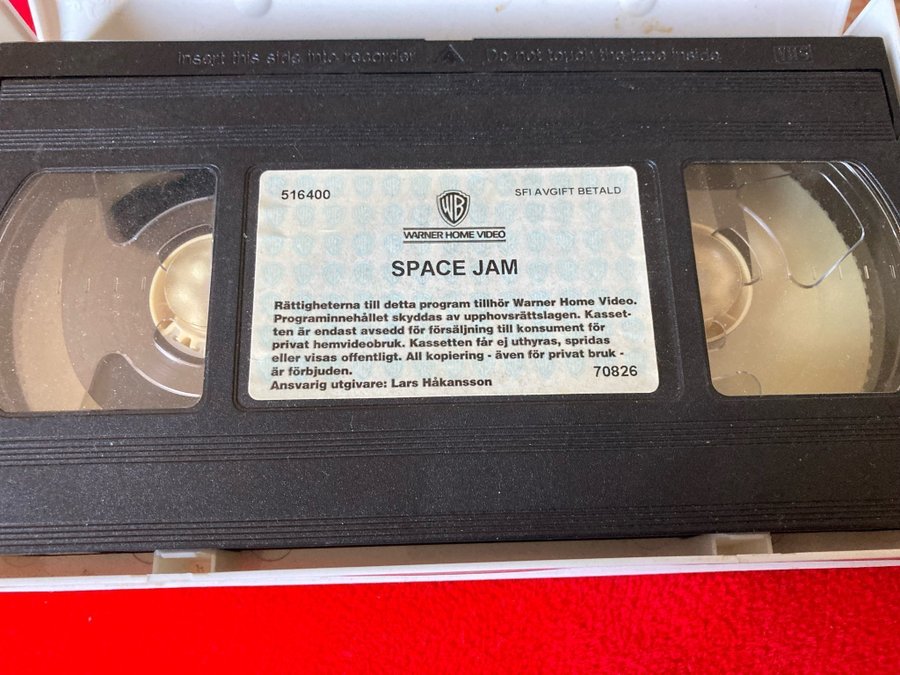 Insert this side into recorder Do not touch the tape inside VHS
516400 SFI AVGIFT BETALD
WB
WARNER HOME VIDEO
SPACE JAM
Rättigheterna till detta program tillhör Warner Home Video.
Programinnehållet skyddas av upphovsrättslagen. Kasset-
ten är endast avsedd för försäljning till konsument för
privat hemvideobruk. Kassetten får ej uthyras, spridas
eller visas offentligt. All kopiering - även för privat bruk -
är förbjuden. 70826
Ansvarig utgivare: Lars Håkansson